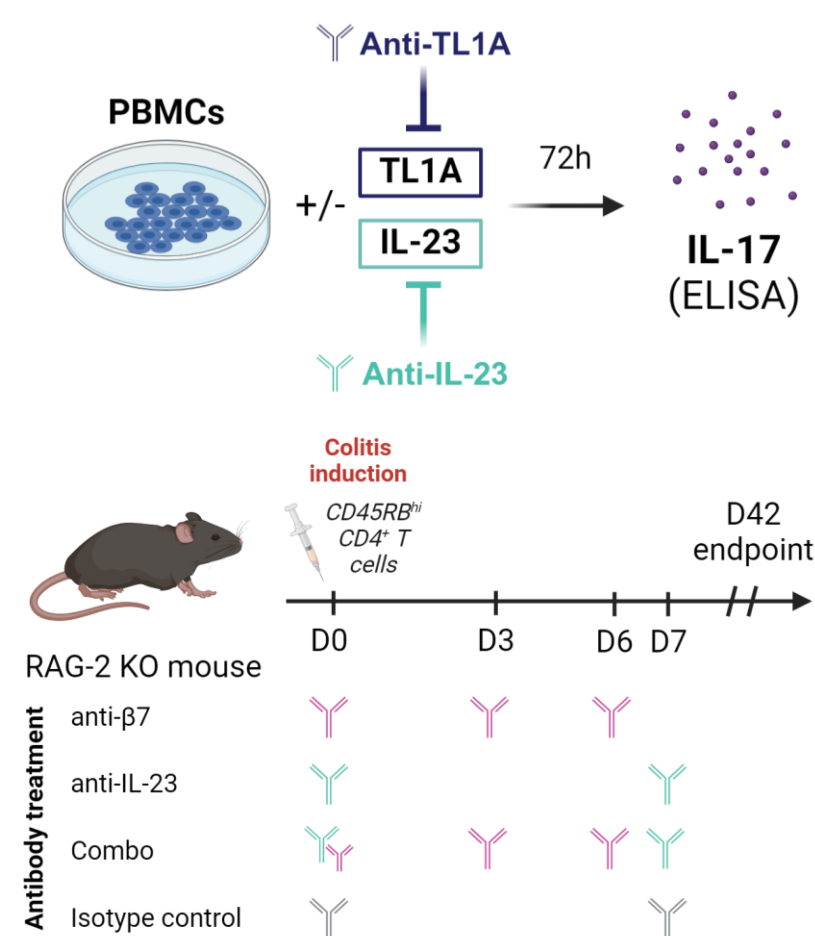 Anti-TL1A
PBMCs
+/-
TL1A
IL-23
72h
IL-17
(ELISA)
Anti-IL-23
Colitis
induction
CD45RBhi
CD4+ T
cells
D42
endpoint
D0
D3
D6
D7
RAG-2 KO mouse
Antibody treatment
anti-β7
anti-IL-23
Combo
Isotype control